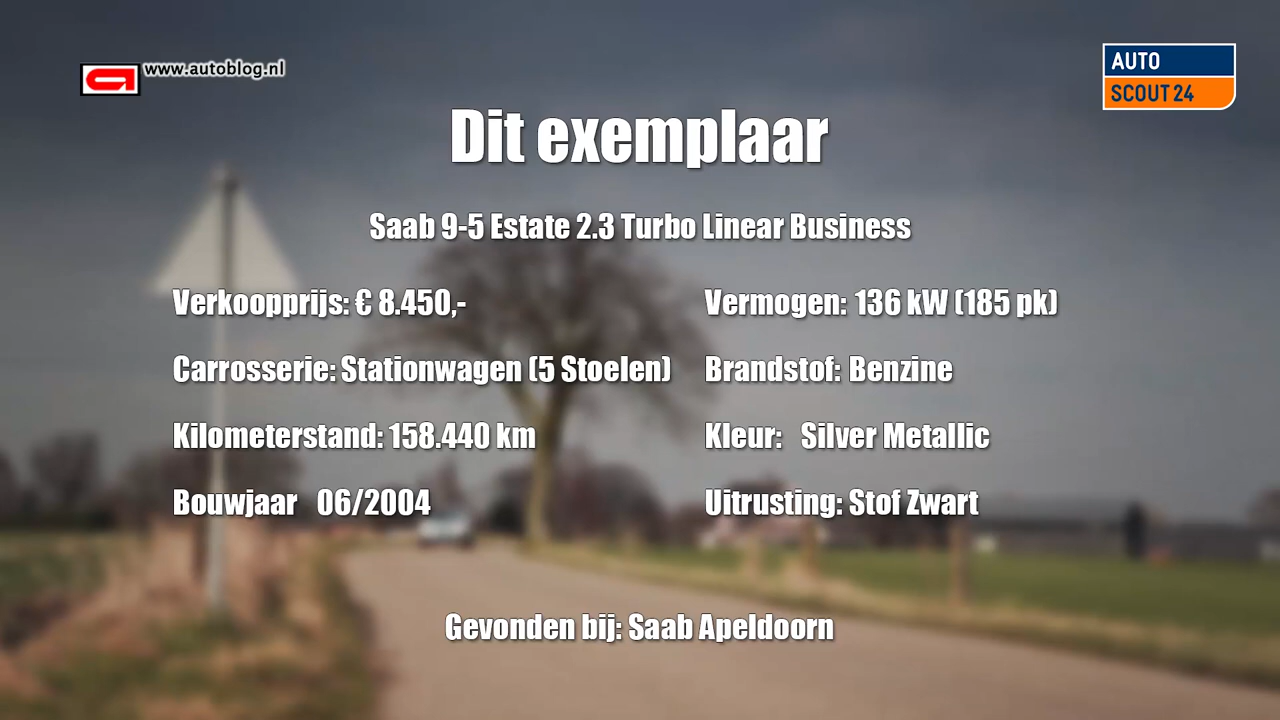 www.autoblog.nl
AUTO
SCOUT 24
Dit exemplaar
Saab 9-5 Estate 2.3 Turbo Linear Business
Verkoopprijs: € 8.450,-
Vermogen: 136 kW (185 pk)
Carrosserie: Stationwagen (5 Stoelen)
Brandstof: Benzine
Kilometerstand: 158.440 km
Kleur: Silver Metallic
Bouwjaar 06/2004
Uitrusting: Stof Zwart
Gevonden bij: Saab Apeldoorn